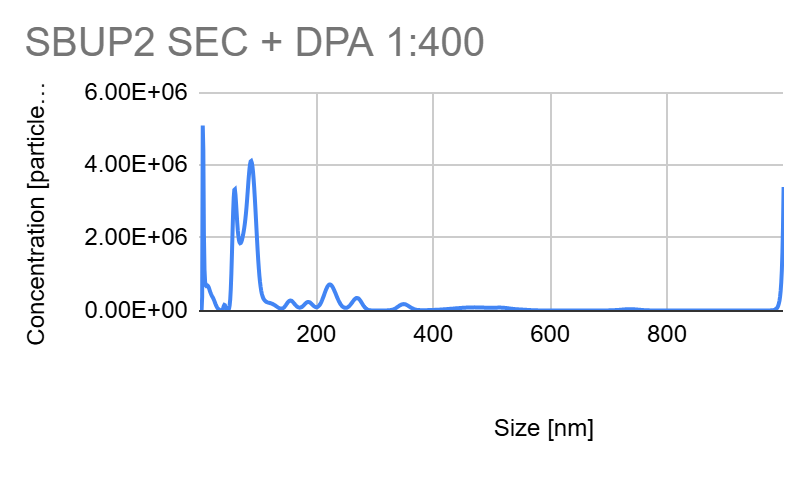 SBUP2 SEC + DPA 1:400
Concentration [particle…
6.00E+06
4.00E+06
2.00E+06
0.00E+00
200 400 600 800
Size [nm]